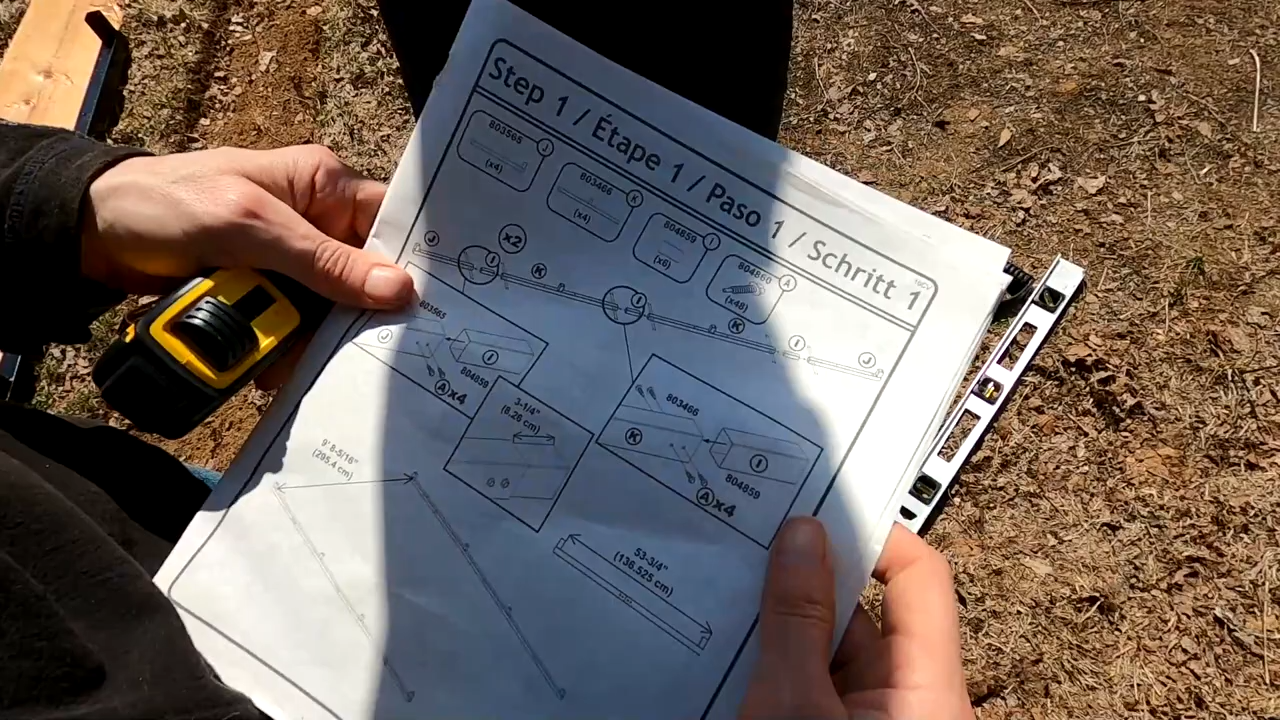 Step 1 / Étape 1 / Paso 1 / Schritt 1
16CV
803565
J
(x4)
803466
K
(x4)
804859
I
(x6)
804860
A
(x48)
J
I
x2
K
I
K
I
J
803565
J
I
804859
A x4
3-1/4"
(8.26 cm)
803466
K
I
804859
A x4
9' 8-5/16"
(295.4 cm)
53-3/4"
(136.525 cm)